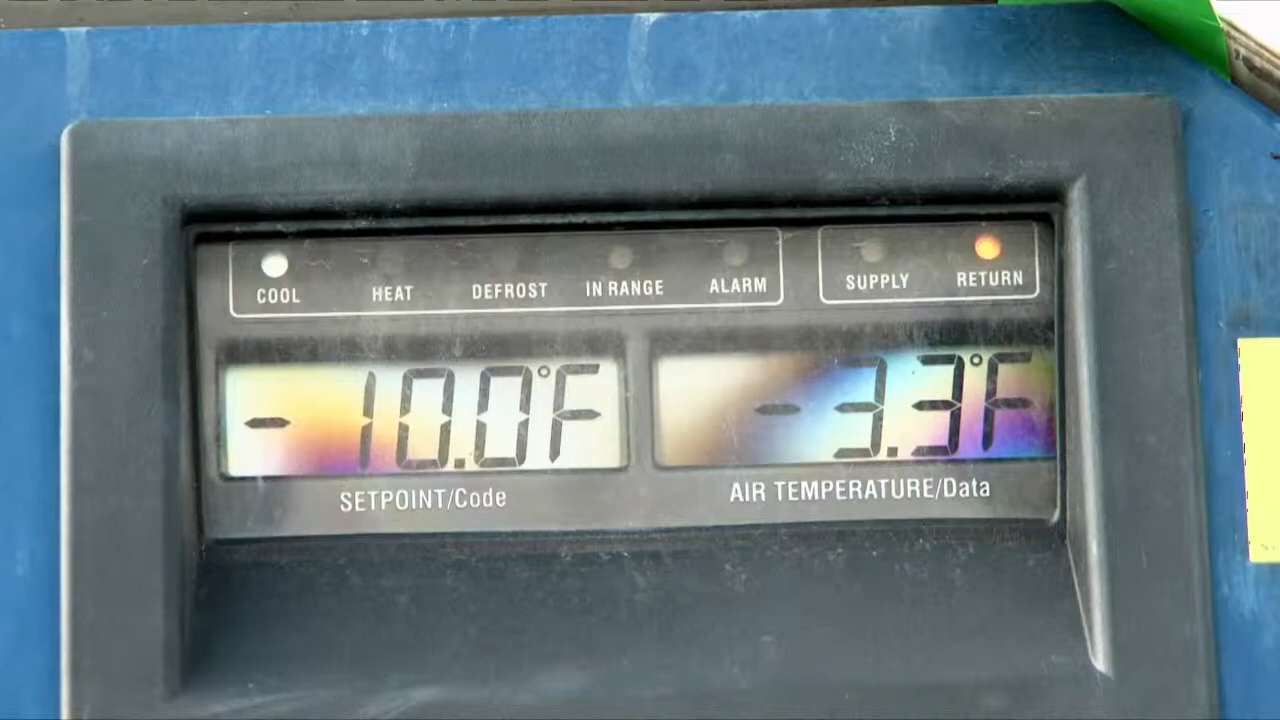 COOL HEAT DEFROST IN RANGE ALARM SUPPLY RETURN
-10.0°F -3.3°F
SETPOINT/Code AIR TEMPERATURE/Data